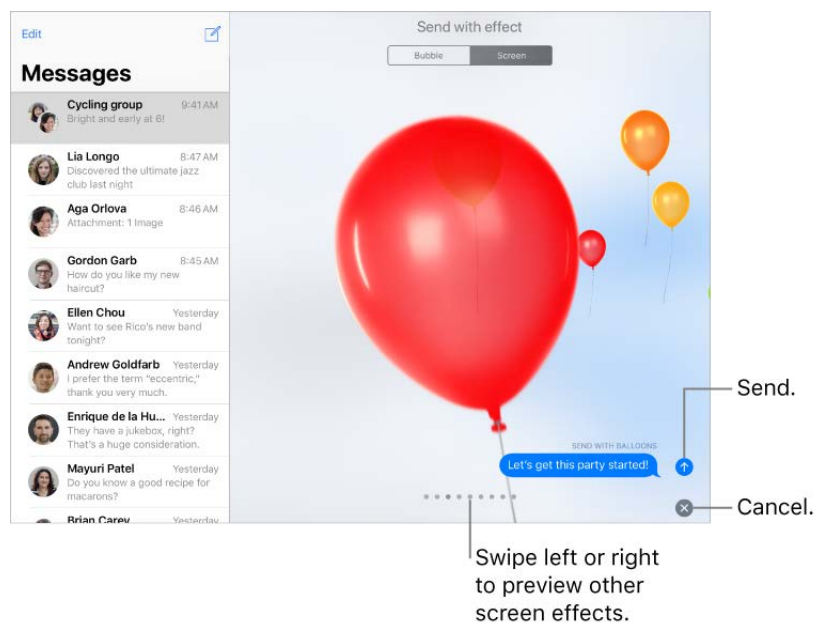 Edit
Messages
Cycling group 9:41 AM
Bright and early at 6!
Lia Longo 8:47 AM
Discovered the ultimate jazz
club last night
Aga Orlova 8:46 AM
Attachment: 1 Image
Gordon Garb 8:45 AM
How do you like my new
haircut?
Ellen Chou Yesterday
Want to see Rico's new band
tonight?
Andrew Goldfarb Yesterday
I prefer the term "eccentric,"
thank you very much.
Enrique de la Hu... Yesterday
They have a jukebox, right?
That's a huge consideration.
Mayuri Patel Yesterday
Do you know a good recipe for
macarons?
Brian Carey Yesterday
Send with effect
Bubble Screen
SEND WITH BALLOONS
Let's get this party started!
Send.
Cancel.
Swipe left or right
to preview other
screen effects.